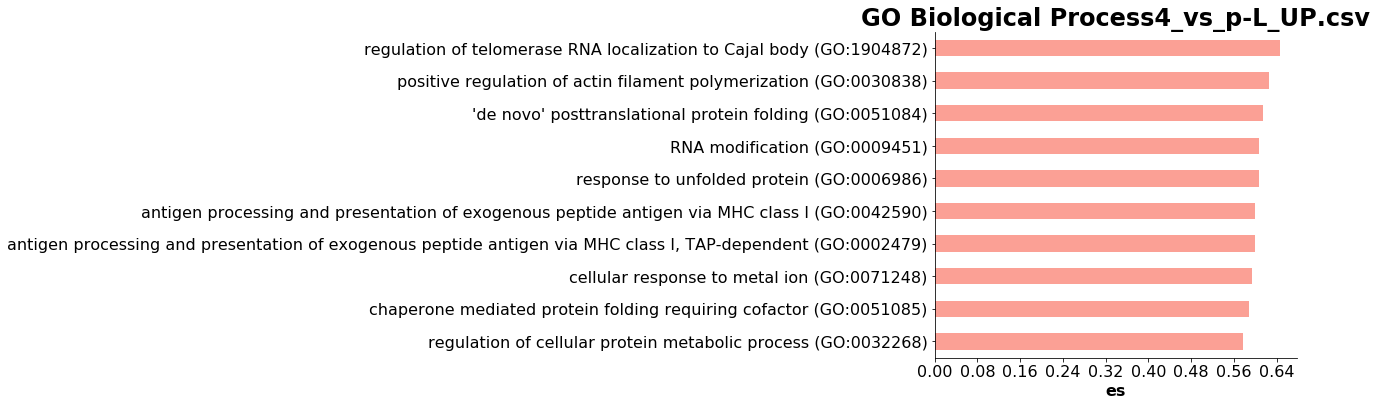 GO Biological Process4_vs_p-L_UP.csv
regulation of telomerase RNA localization to Cajal body (GO:1904872)
positive regulation of actin filament polymerization (GO:0030838)
'de novo' posttranslational protein folding (GO:0051084)
RNA modification (GO:0009451)
response to unfolded protein (GO:0006986)
antigen processing and presentation of exogenous peptide antigen via MHC class I (GO:0042590)
antigen processing and presentation of exogenous peptide antigen via MHC class I, TAP-dependent (GO:0002479)
cellular response to metal ion (GO:0071248)
chaperone mediated protein folding requiring cofactor (GO:0051085)
regulation of cellular protein metabolic process (GO:0032268)
0.00 0.08 0.16 0.24 0.32 0.40 0.48 0.56 0.64
es